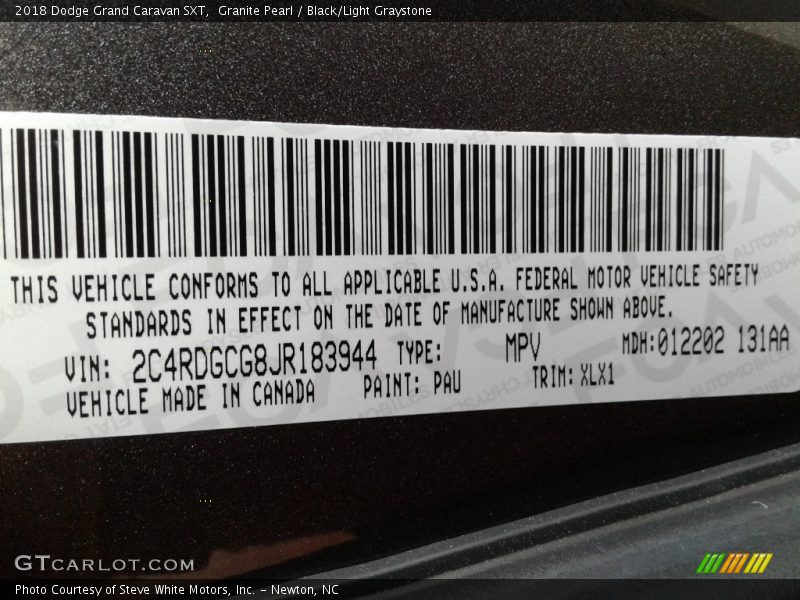 2018 Dodge Grand Caravan SXT, Granite Pearl / Black/Light Graystone
THIS VEHICLE CONFORMS TO ALL APPLICABLE U.S.A. FEDERAL MOTOR VEHICLE SAFETY
STANDARDS IN EFFECT ON THE DATE OF MANUFACTURE SHOWN ABOVE.
VIN: 2C4RDGCG8JR183944 TYPE: MPV MDH:012202 131AA
VEHICLE MADE IN CANADA PAINT: PAU TRIM: XLX1
GTCARLOT.COM
Photo Courtesy of Steve White Motors, Inc. – Newton, NC